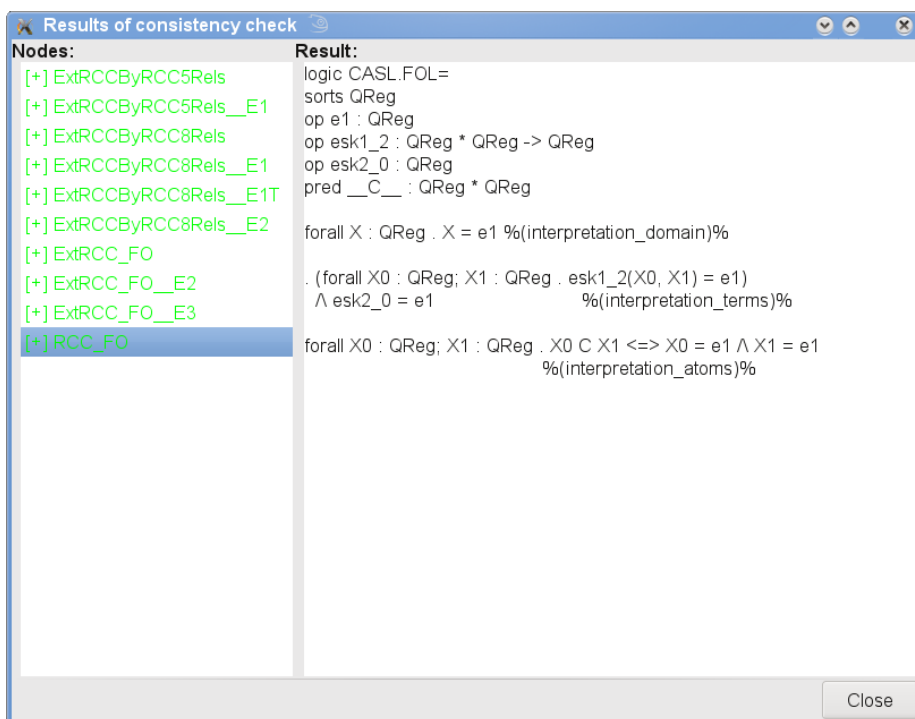 Results of consistency check
Nodes:
[+] ExtRCCByRCC5Rels
[+] ExtRCCByRCC5Rels__E1
[+] ExtRCCByRCC8Rels
[+] ExtRCCByRCC8Rels__E1
[+] ExtRCCByRCC8Rels__E1T
[+] ExtRCCByRCC8Rels__E2
[+] ExtRCC_FO
[+] ExtRCC_FO__E2
[+] ExtRCC_FO__E3
[+] RCC_FO
Result:
logic CASL.FOL=
sorts QReg
op e1 : QReg
op esk1_2 : QReg * QReg -> QReg
op esk2_0 : QReg
pred __C__ : QReg * QReg
forall X : QReg . X = e1 %(interpretation_domain)%
. (forall X0 : QReg; X1 : QReg . esk1_2(X0, X1) = e1)
/\ esk2_0 = e1 %(interpretation_terms)%
forall X0 : QReg; X1 : QReg . X0 C X1 <=> X0 = e1 /\ X1 = e1
%(interpretation_atoms)%
Close